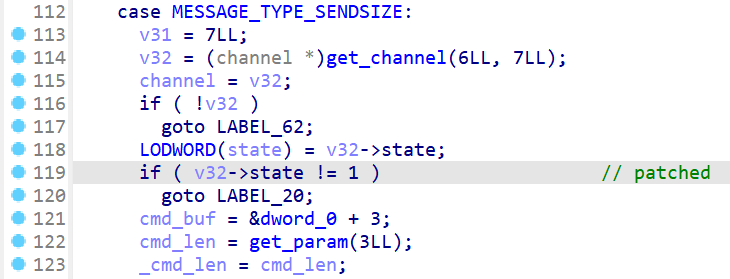 112 case MESSAGE_TYPE_SENDSIZE:
113 v31 = 7LL;
114 v32 = (channel *)get_channel(6LL, 7LL);
115 channel = v32;
116 if ( !v32 )
117 goto LABEL_62;
118 LODWORD(state) = v32->state;
119 if ( v32->state != 1 ) // patched
120 goto LABEL_20;
121 cmd_buf = &dword_0 + 3;
122 cmd_len = get_param(3LL);
123 _cmd_len = cmd_len;